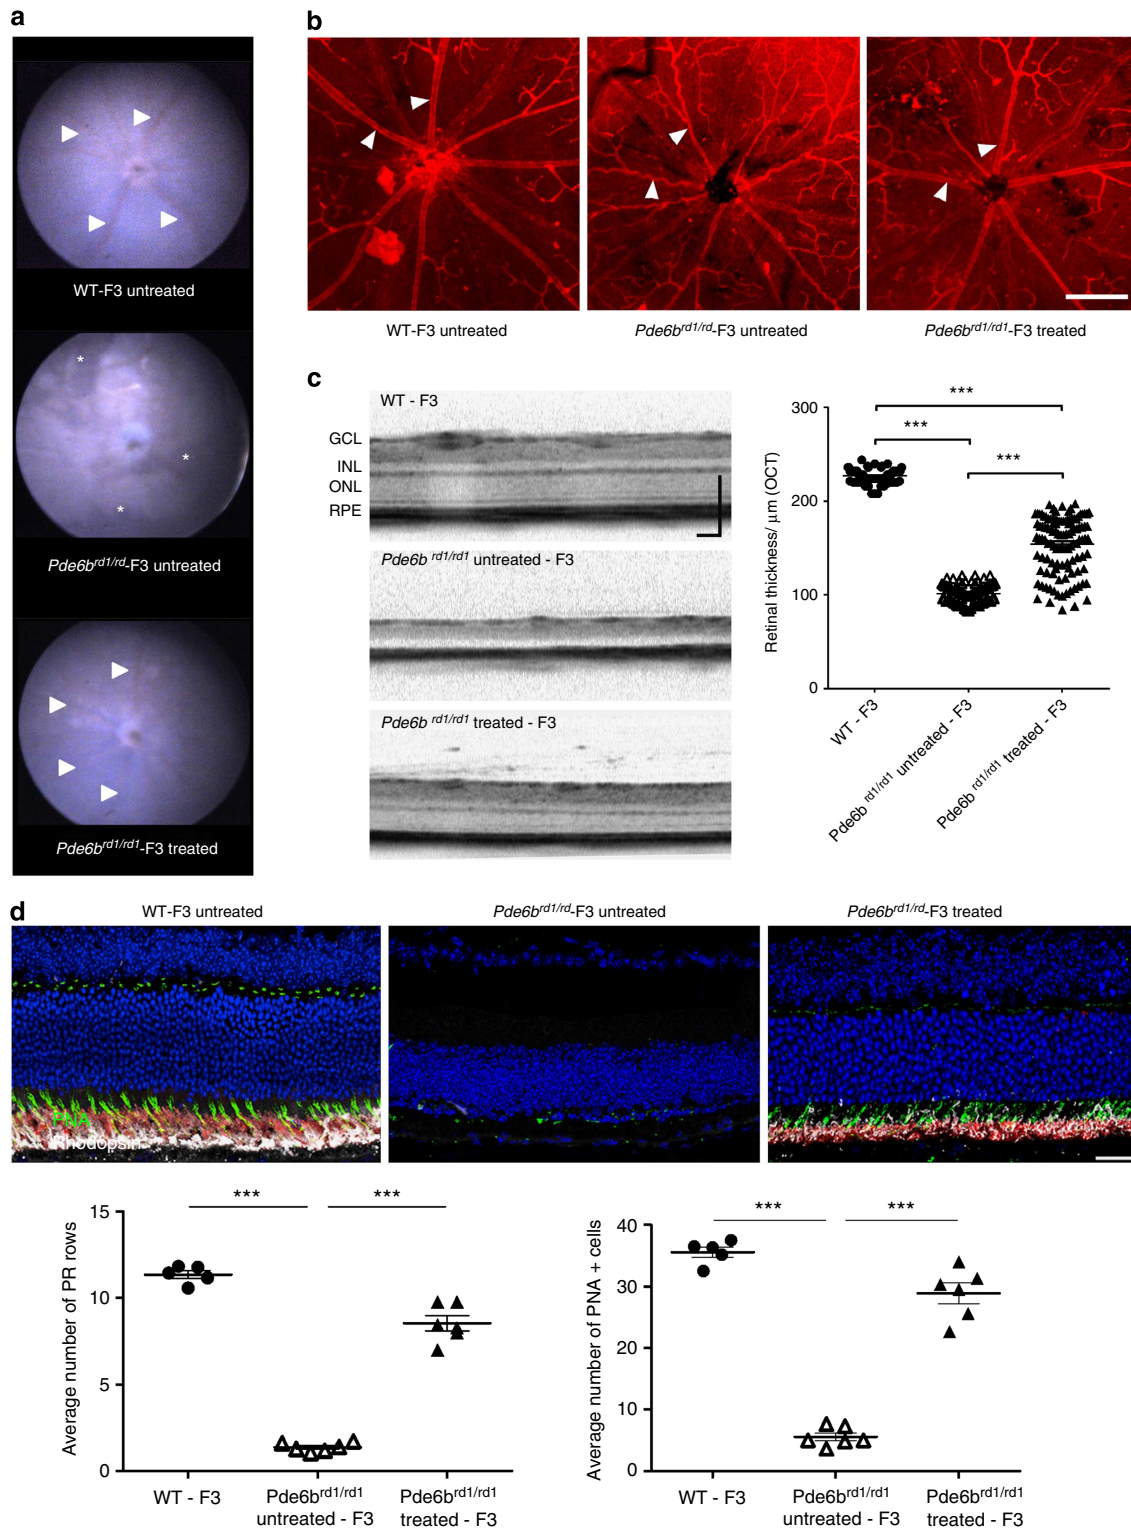 a
WT-F3 untreated
*
*
*
Pde6b^rd1/rd-F3 untreated
Pde6b^rd1/rd1-F3 treated
b
WT-F3 untreated
Pde6b^rd1/rd-F3 untreated
Pde6b^rd1/rd1-F3 treated
c
WT - F3
GCL
INL
ONL
RPE
Pde6b rd1/rd1 untreated - F3
Pde6b rd1/rd1 treated - F3
Retinal thickness/ μm (OCT)
300
200
100
0
***
***
***
WT - F3
Pde6b rd1/rd1 untreated - F3
Pde6b rd1/rd1 treated - F3
d
WT-F3 untreated
Pde6b^rd1/rd-F3 untreated
Pde6b^rd1/rd-F3 treated
PNA
Rhodopsin
Average number of PR rows
15
10
5
0
***
***
WT - F3
Pde6b^rd1/rd1
untreated - F3
Pde6b^rd1/rd1
treated - F3
Average number of PNA + cells
40
30
20
10
0
***
***
WT - F3
Pde6b^rd1/rd1
untreated - F3
Pde6b^rd1/rd1
treated - F3